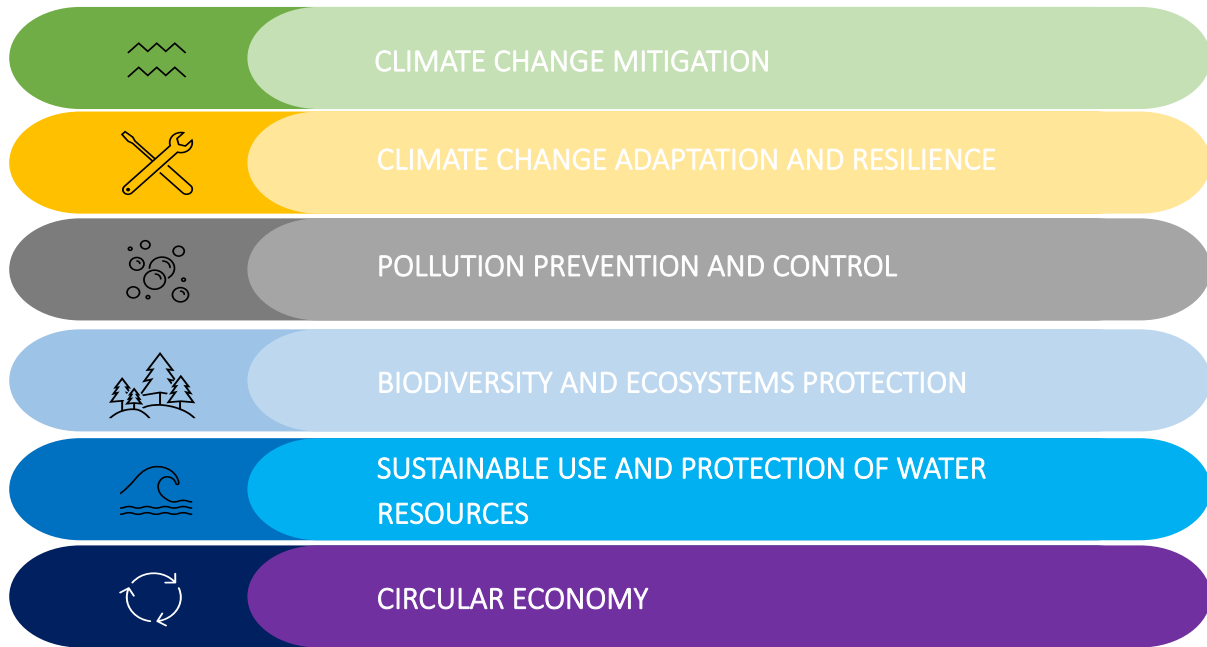 CLIMATE CHANGE MITIGATION
CLIMATE CHANGE ADAPTATION AND RESILIENCE
POLLUTION PREVENTION AND CONTROL
BIODIVERSITY AND ECOSYSTEMS PROTECTION
SUSTAINABLE USE AND PROTECTION OF WATER
RESOURCES
CIRCULAR ECONOMY